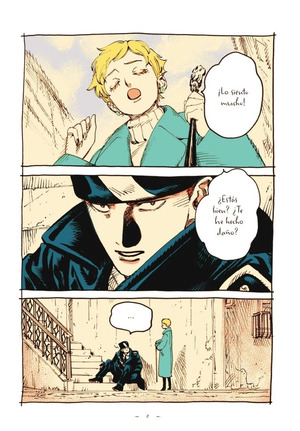 ¡Lo siento
mucho!
¿Estás
bien? ¿Te
he hecho
daño?
...